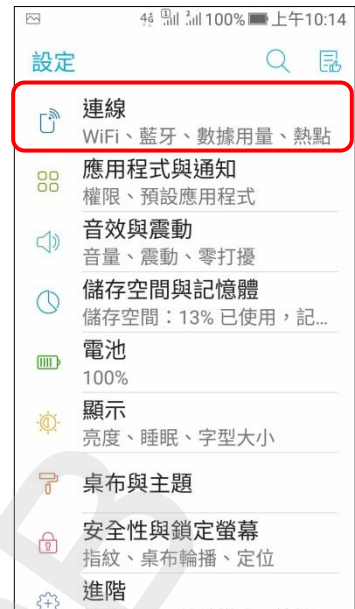 4G 1 2 100% 上午10:14
設定
連線
WiFi、藍牙、數據用量、熱點
應用程式與通知
權限、預設應用程式
音效與震動
音量、震動、零打擾
儲存空間與記憶體
儲存空間：13% 已使用，記...
電池
100%
顯示
亮度、睡眠、字型大小
桌布與主題
安全性與鎖定螢幕
指紋、桌布輪播、定位
進階